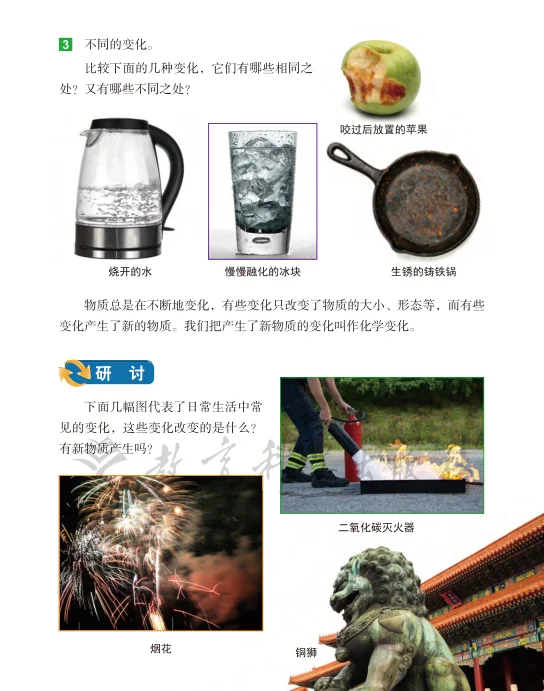 3 不同的变化。
比较下面的几种变化，它们有哪些相同之
处？又有哪些不同之处？
咬过后放置的苹果
烧开的水
慢慢融化的冰块
生锈的铸铁锅
物质总是在不断地变化，有些变化只改变了物质的大小、形态等，而有些
变化产生了新的物质。我们把产生了新物质的变化叫作化学变化。
研 讨
下面几幅图代表了日常生活中常
见的变化，这些变化改变的是什么？
有新物质产生吗？
二氧化碳灭火器
烟花
铜狮